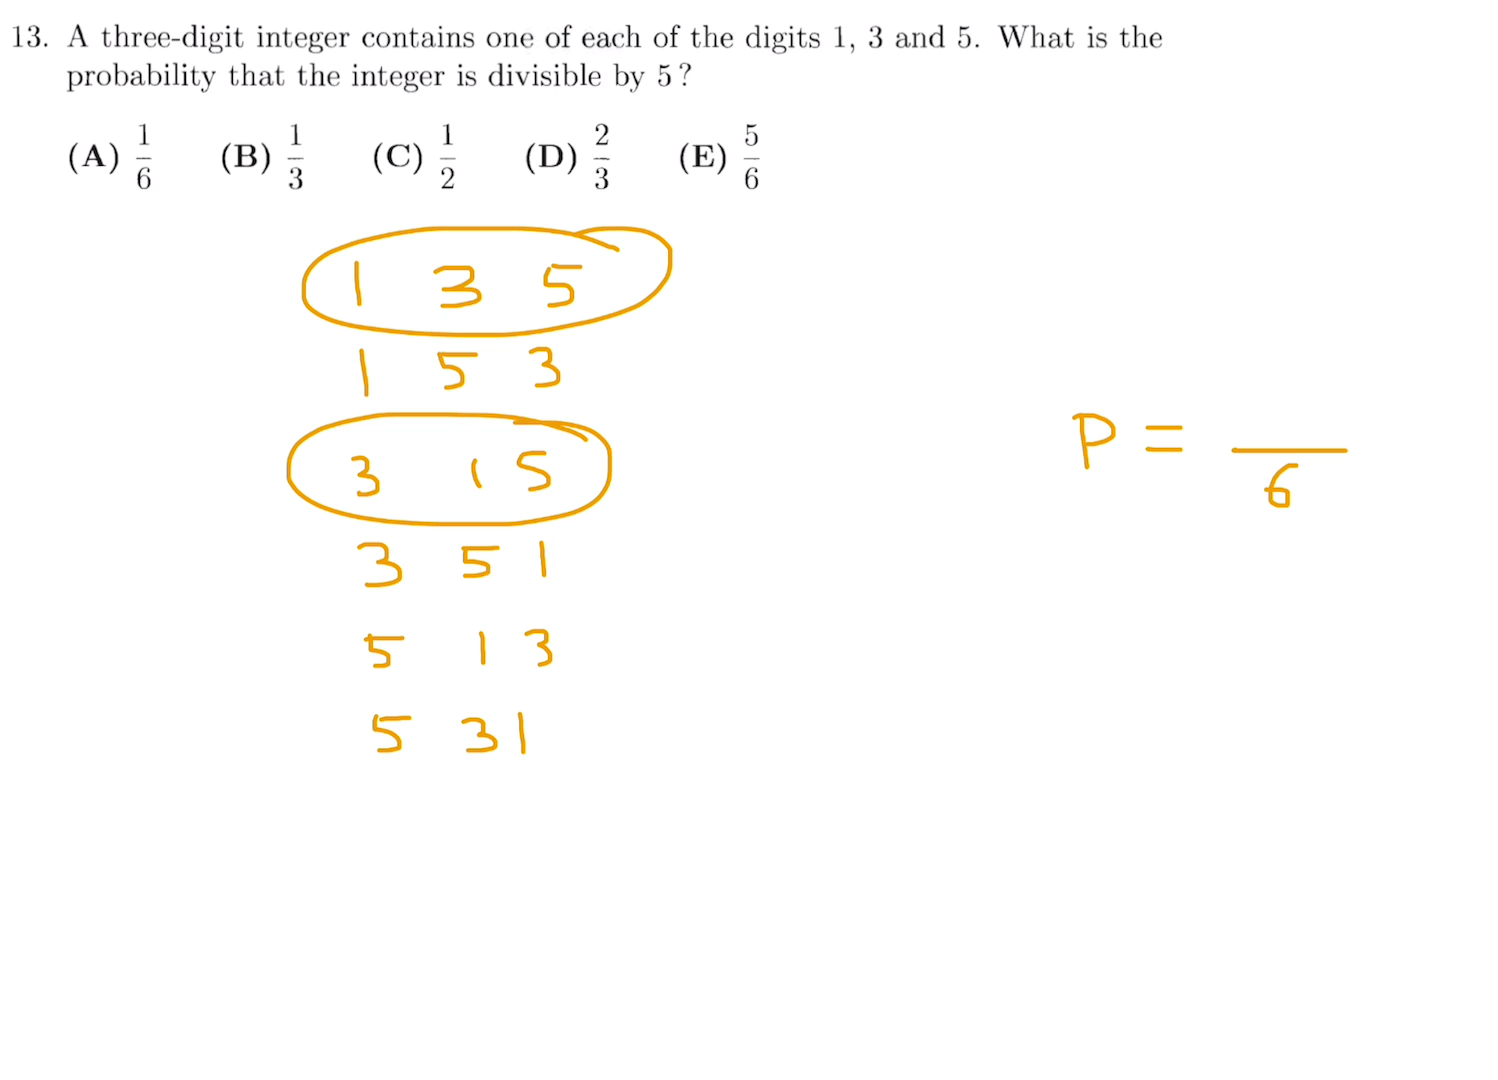 13. A three-digit integer contains one of each of the digits 1, 3 and 5. What is the
probability that the integer is divisible by 5?
(A) 1/6 (B) 1/3 (C) 1/2 (D) 2/3 (E) 5/6
1 3 5
1 5 3
3 1 5
3 5 1
5 1 3
5 3 1
P = __/6